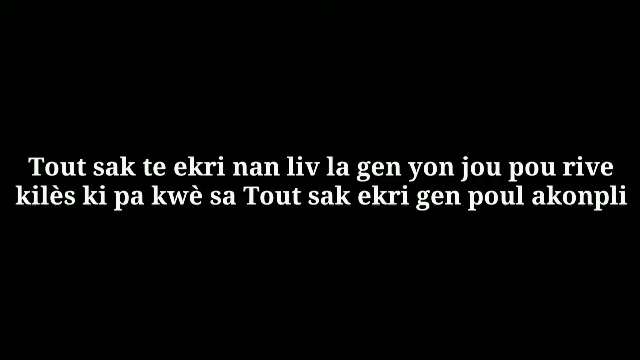 Tout sak te ekri nan liv la gen yon jou pou rive
kilès ki pa kwè sa Tout sak ekri gen poul akonpli